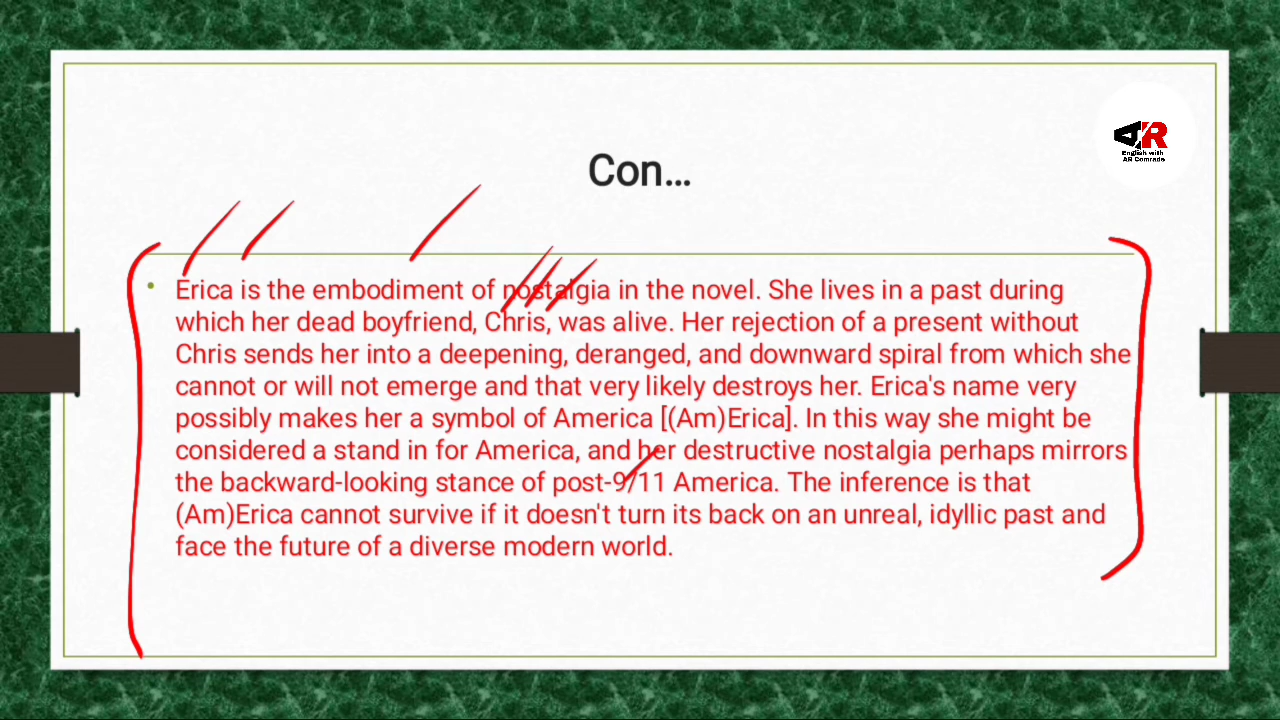 AR
English with
AR Comrade
Con...
• Erica is the embodiment of nostalgia in the novel. She lives in a past during
which her dead boyfriend, Chris, was alive. Her rejection of a present without
Chris sends her into a deepening, deranged, and downward spiral from which she
cannot or will not emerge and that very likely destroys her. Erica's name very
possibly makes her a symbol of America [(Am)Erica]. In this way she might be
considered a stand in for America, and her destructive nostalgia perhaps mirrors
the backward-looking stance of post-9/11 America. The inference is that
(Am)Erica cannot survive if it doesn't turn its back on an unreal, idyllic past and
face the future of a diverse modern world.